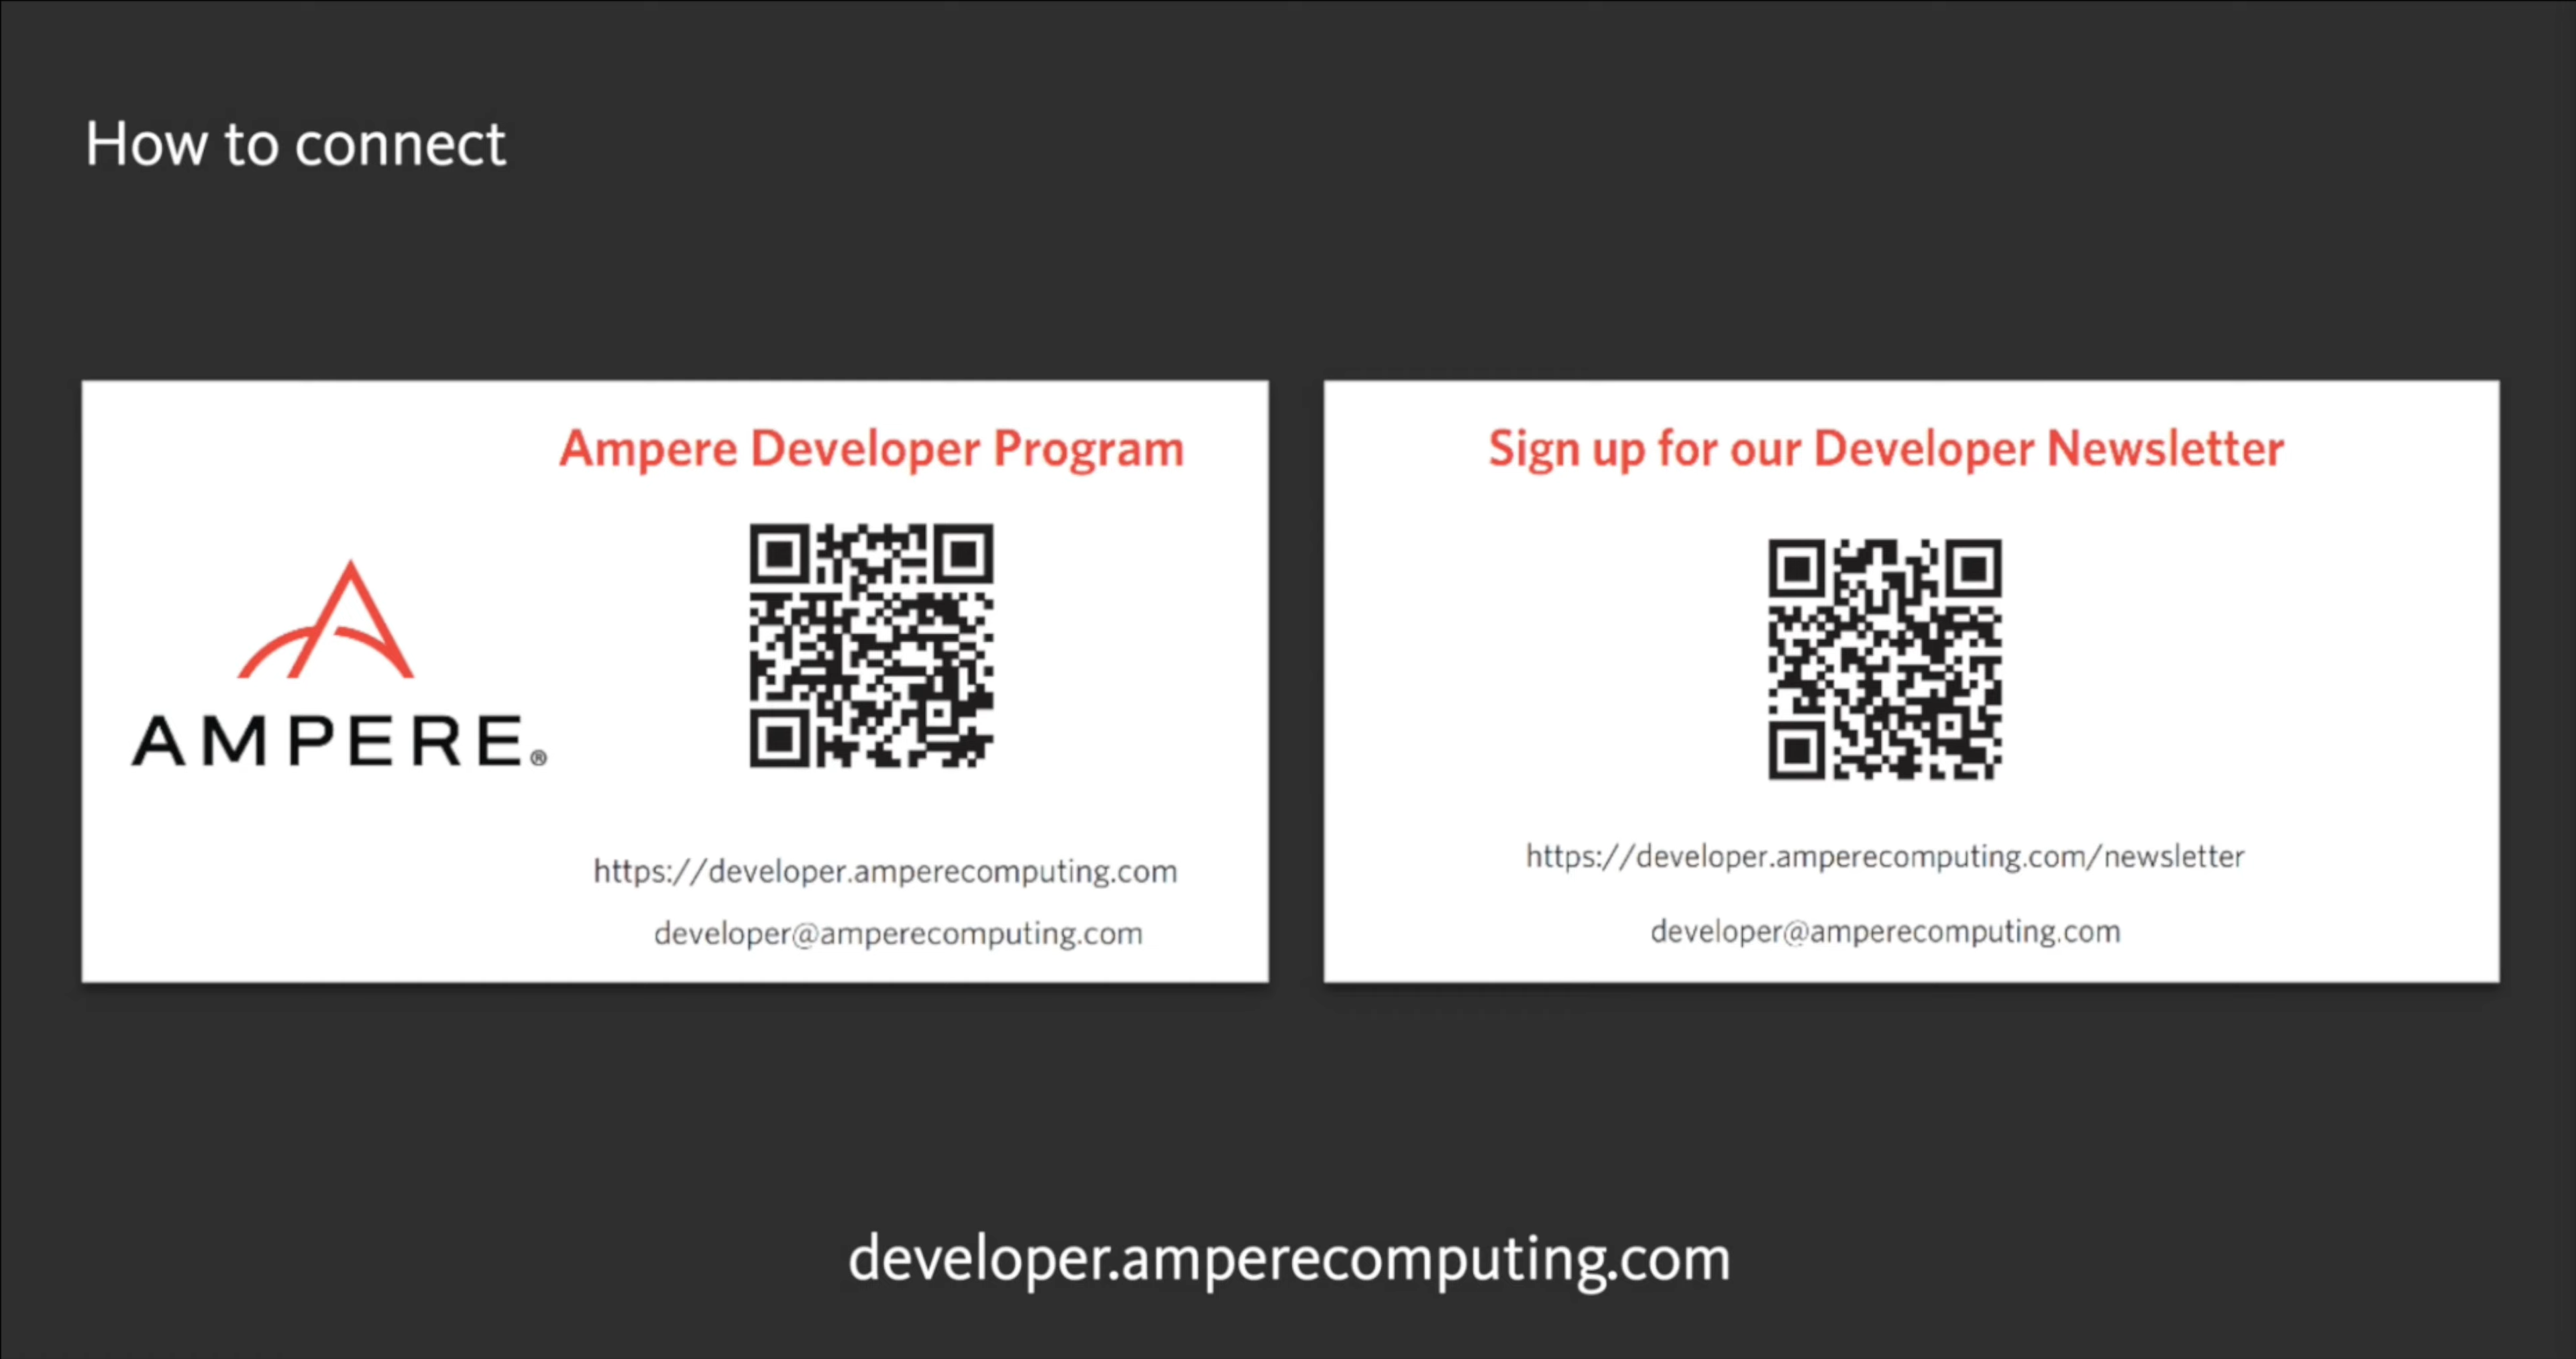 How to connect
Ampere Developer Program
AMPERE®
https://developer.amperecomputing.com
developer@amperecomputing.com
Sign up for our Developer Newsletter
https://developer.amperecomputing.com/newsletter
developer@amperecomputing.com
developer.amperecomputing.com